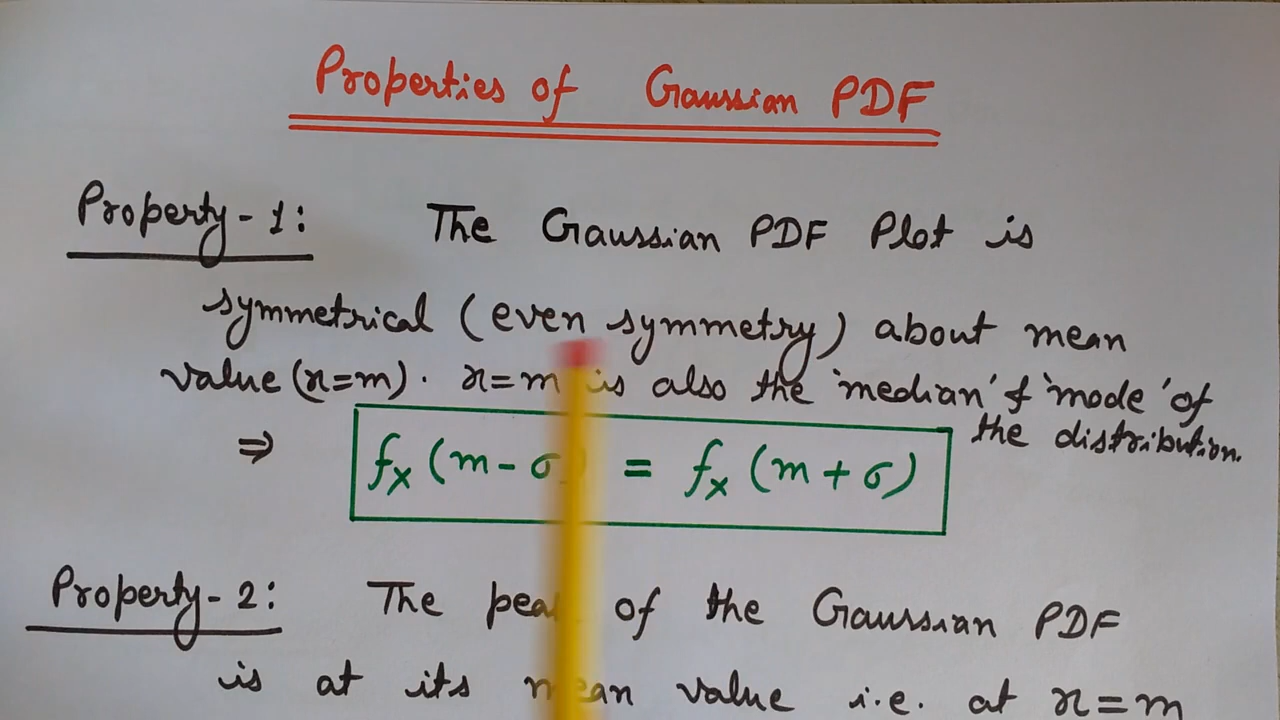 Properties of Gaussian PDF
Property-1: The Gaussian PDF Plot is
symmetrical (even symmetry) about mean
value (x=m). x=m is also the 'median' & 'mode' of
the distribution.
⇒ fx (m-σ) = fx (m+σ)
Property-2: The peak of the Gaussian PDF
is at its mean value i.e. at x=m